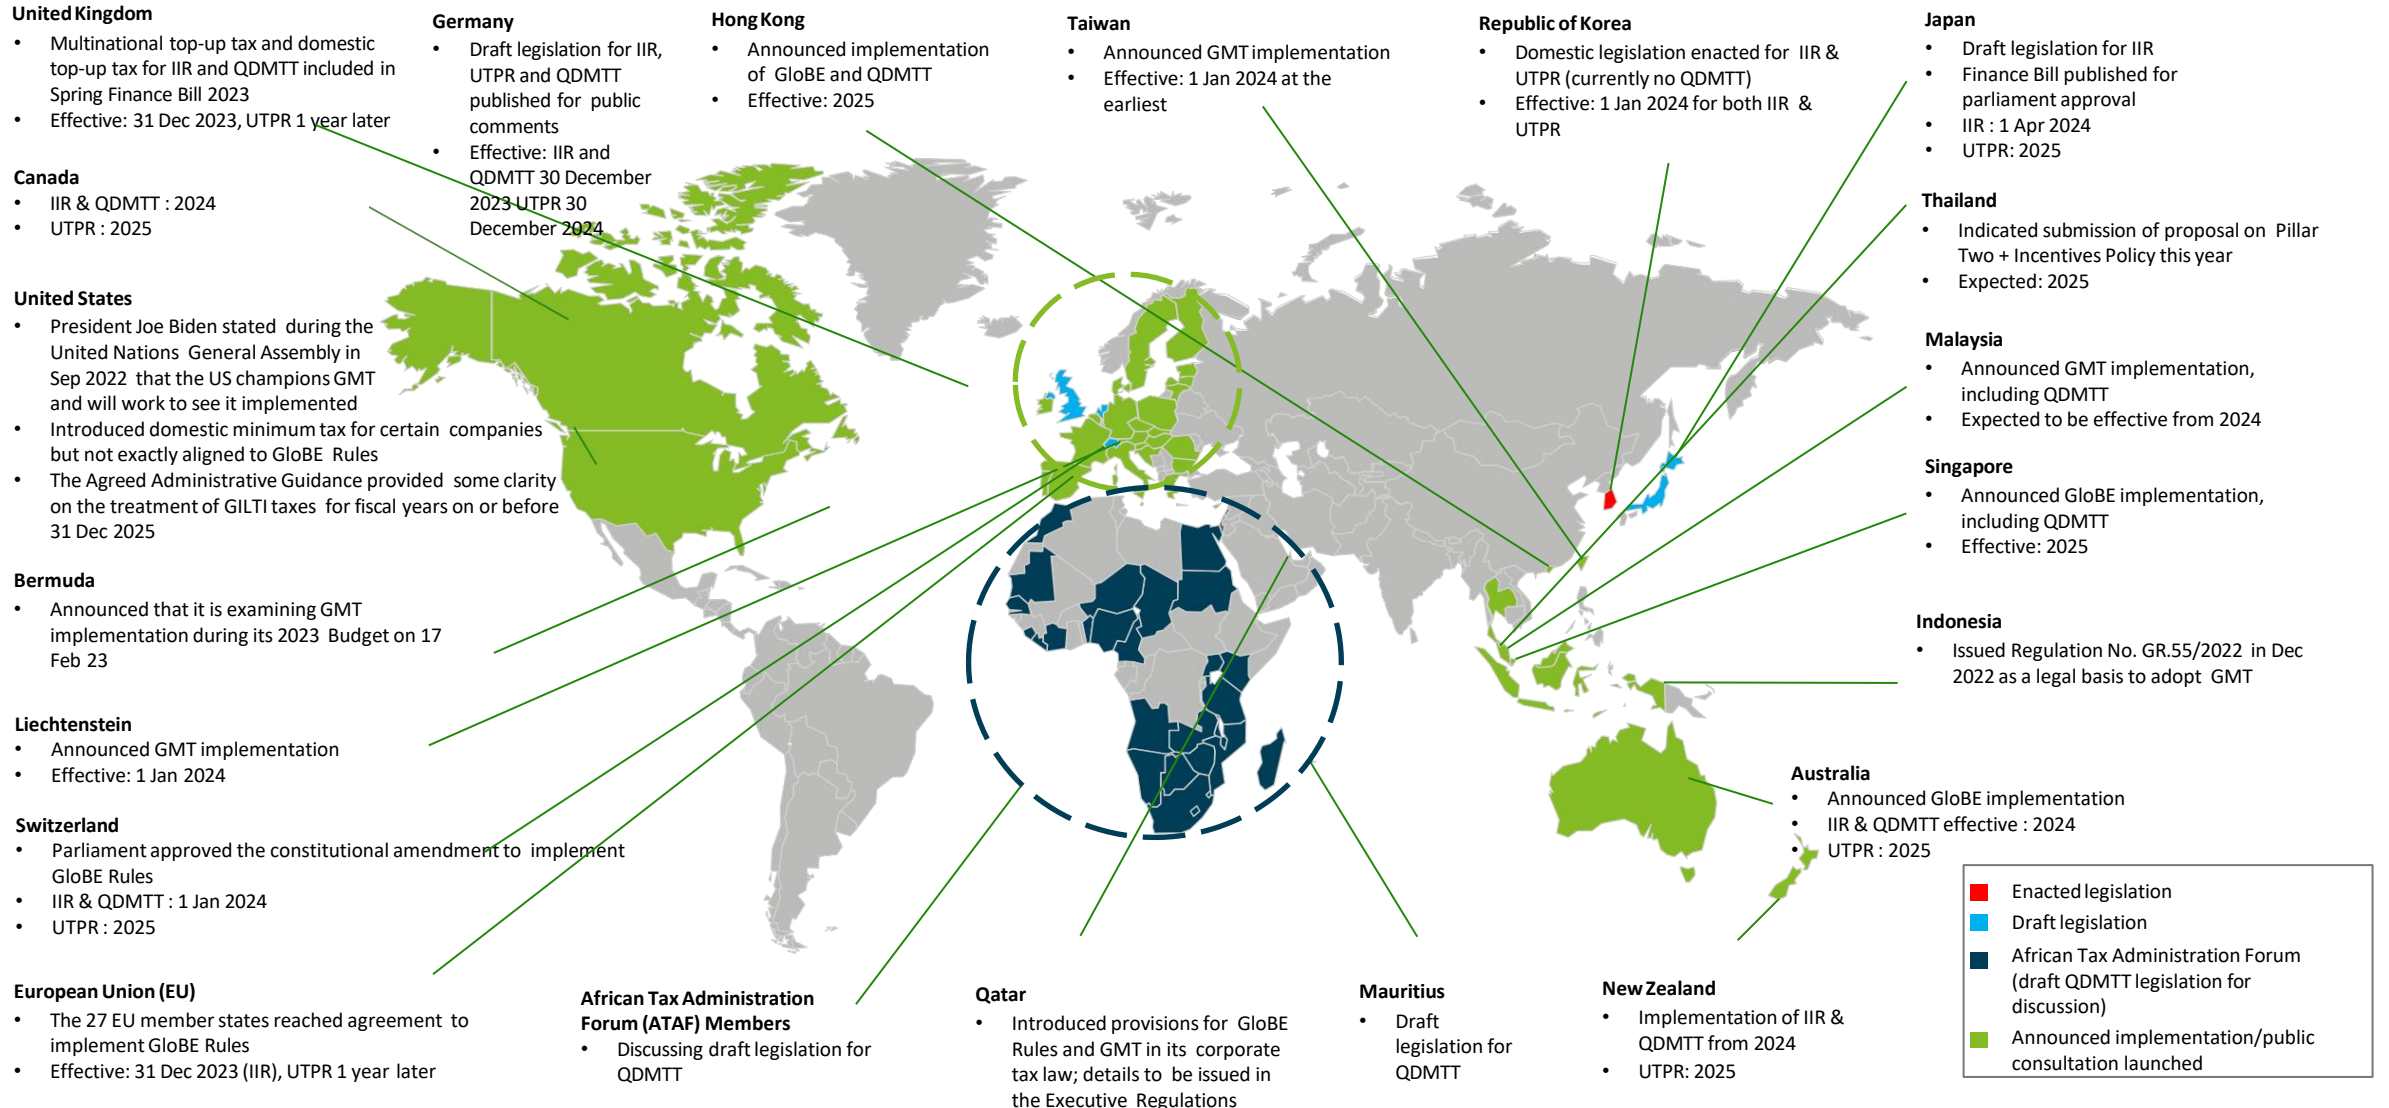 United Kingdom
• Multinational top-up tax and domestic
top-up tax for IIR and QDMTT included in
Spring Finance Bill 2023
• Effective: 31 Dec 2023, UTPR 1 year later
Canada
• IIR & QDMTT : 2024
• UTPR : 2025
United States
• President Joe Biden stated during the
United Nations General Assembly in
Sep 2022 that the US champions GMT
and will work to see it implemented
• Introduced domestic minimum tax for certain companies
but not exactly aligned to GloBE Rules
• The Agreed Administrative Guidance provided some clarity
on the treatment of GILTI taxes for fiscal years on or before
31 Dec 2025
Bermuda
• Announced that it is examining GMT
implementation during its 2023 Budget on 17
Feb 23
Liechtenstein
• Announced GMT implementation
• Effective: 1 Jan 2024
Switzerland
• Parliament approved the constitutional amendment to implement
GloBE Rules
• IIR & QDMTT : 1 Jan 2024
• UTPR : 2025
European Union (EU)
• The 27 EU member states reached agreement to
implement GloBE Rules
• Effective: 31 Dec 2023 (IIR), UTPR 1 year later
Germany
• Draft legislation for IIR,
UTPR and QDMTT
published for public
comments
• Effective: IIR and
QDMTT 30 December
2023 UTPR 30
December 2024
Hong Kong
• Announced implementation
of GloBE and QDMTT
• Effective: 2025
Taiwan
• Announced GMT implementation
• Effective: 1 Jan 2024 at the
earliest
Republic of Korea
• Domestic legislation enacted for IIR &
UTPR (currently no QDMTT)
• Effective: 1 Jan 2024 for both IIR &
UTPR
Japan
• Draft legislation for IIR
• Finance Bill published for
parliament approval
• IIR : 1 Apr 2024
• UTPR: 2025
Thailand
• Indicated submission of proposal on Pillar
Two + Incentives Policy this year
• Expected: 2025
Malaysia
• Announced GMT implementation,
including QDMTT
• Expected to be effective from 2024
Singapore
• Announced GloBE implementation,
including QDMTT
• Effective: 2025
Indonesia
• Issued Regulation No. GR.55/2022 in Dec
2022 as a legal basis to adopt GMT
Australia
• Announced GloBE implementation
• IIR & QDMTT effective : 2024
• UTPR : 2025
African Tax Administration
Forum (ATAF) Members
• Discussing draft legislation for
QDMTT
Qatar
• Introduced provisions for GloBE
Rules and GMT in its corporate
tax law; details to be issued in
the Executive Regulations
Mauritius
• Draft
legislation for
QDMTT
New Zealand
• Implementation of IIR &
QDMTT from 2024
• UTPR: 2025
Enacted legislation
Draft legislation
African Tax Administration Forum
(draft QDMTT legislation for
discussion)
Announced implementation/public
consultation launched